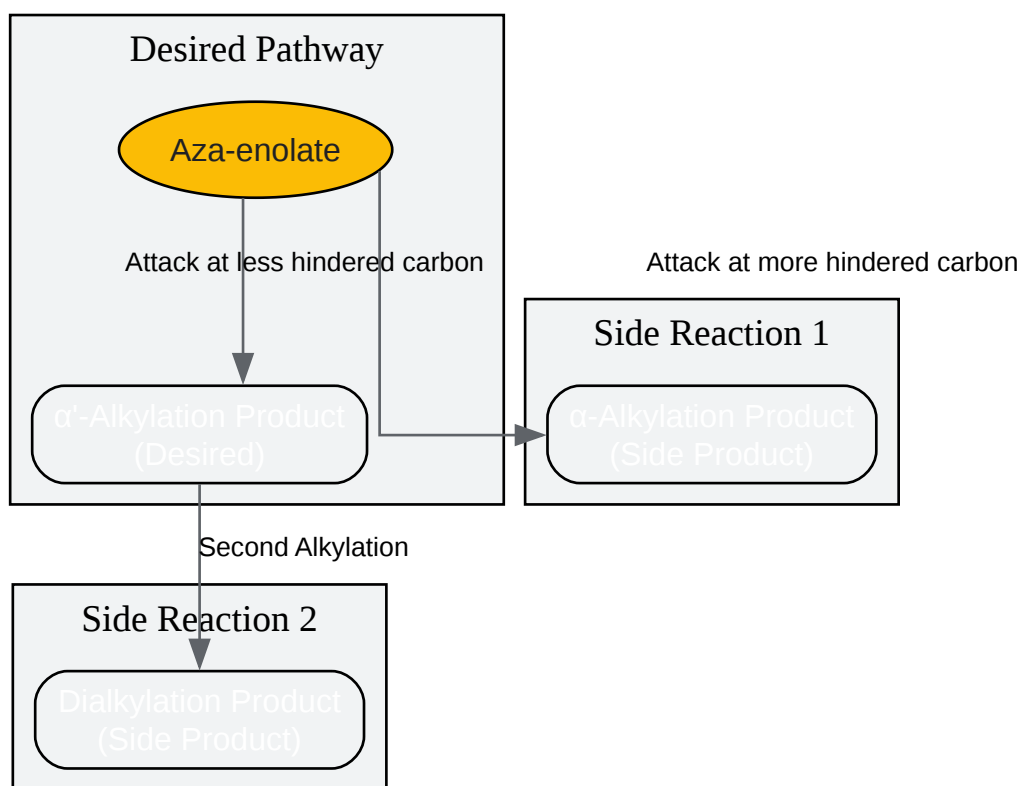 Desired Pathway
Aza-enolate
Attack at less hindered carbon
Attack at more hindered carbon
Side Reaction 1
α'-Alkylation Product
(Desired)
α-Alkylation Product
(Side Product)
Second Alkylation
Side Reaction 2
Dialkylation Product
(Side Product)